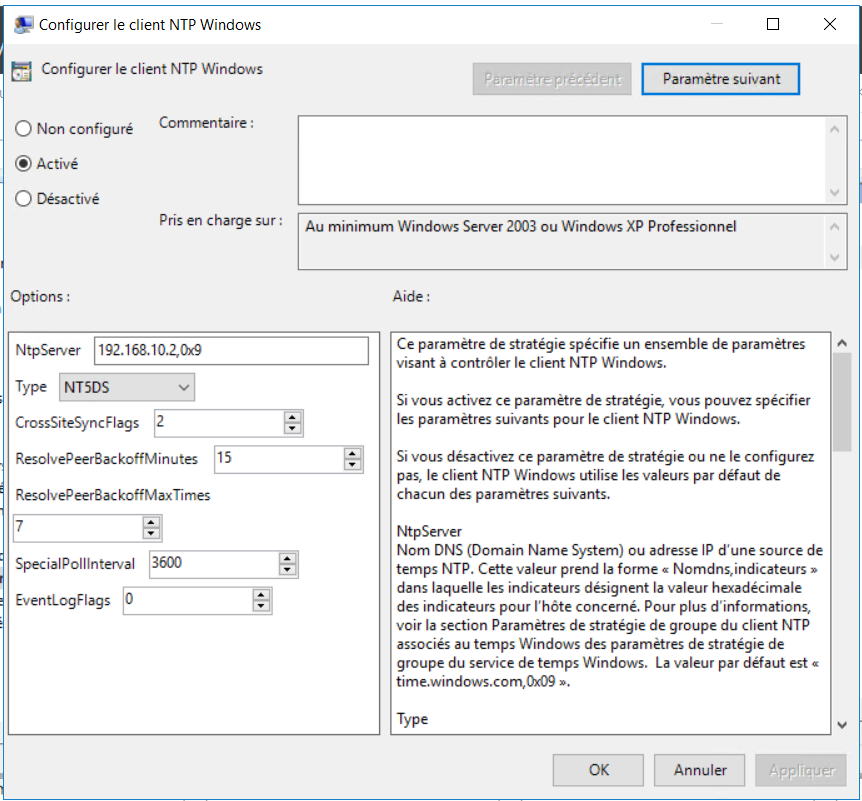 Configurer le client NTP Windows
Configurer le client NTP Windows
Paramètre précédent
Paramètre suivant
Non configuré
Commentaire :
Activé
Désactivé
Pris en charge sur :
Au minimum Windows Server 2003 ou Windows XP Professionnel
Options :
Aide :
NtpServer
192.168.10.2,0x9
Type
NT5DS
CrossSiteSyncFlags
2
ResolvePeerBackoffMinutes
15
ResolvePeerBackoffMaxTimes
7
SpecialPollInterval
3600
EventLogFlags
0
Ce paramètre de stratégie spécifie un ensemble de paramètres
visant à contrôler le client NTP Windows.
Si vous activez ce paramètre de stratégie, vous pouvez spécifier
les paramètres suivants pour le client NTP Windows.
Si vous désactivez ce paramètre de stratégie ou ne le configurez
pas, le client NTP Windows utilise les valeurs par défaut de
chacun des paramètres suivants.
NtpServer
Nom DNS (Domain Name System) ou adresse IP d’une source de
temps NTP. Cette valeur prend la forme « Nomdns,indicateurs »
dans laquelle les indicateurs désignent la valeur hexadécimale
des indicateurs pour l’hôte concerné. Pour plus d’informations,
voir la section Paramètres de stratégie de groupe du client NTP
associés au temps Windows des paramètres de stratégie de
groupe du service de temps Windows.  La valeur par défaut est «
time.windows.com,0x09 ».
Type
OK
Annuler
Appliquer